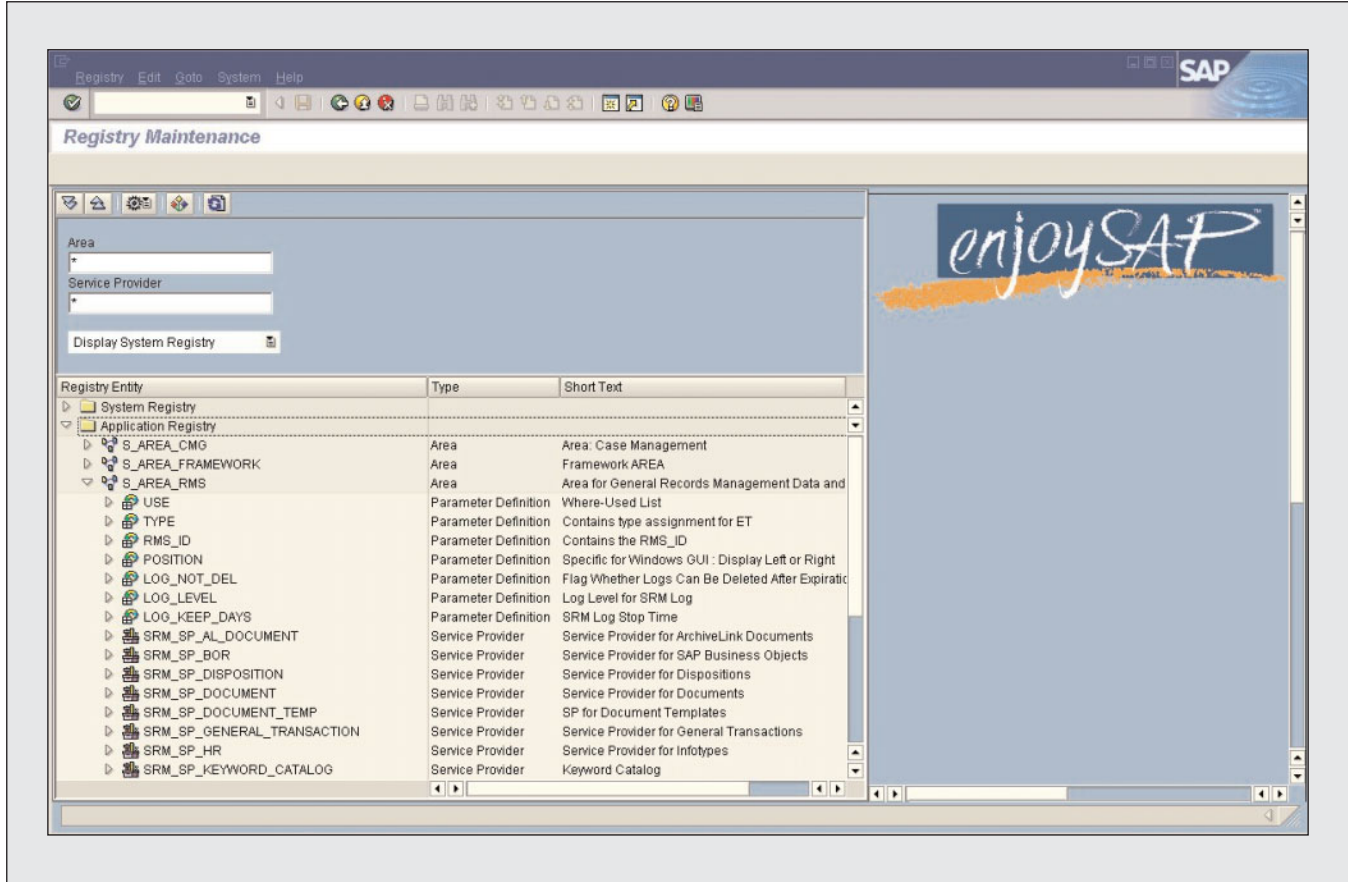 Registry Edit Goto System Help
SAP
Registry Maintenance
Area
*
Service Provider
*
Display System Registry
enjoySAP™
Registry Entity Type Short Text
System Registry
Application Registry
S_AREA_CMG Area Area: Case Management
S_AREA_FRAMEWORK Area Framework AREA
S_AREA_RMS Area Area for General Records Management Data and
USE Parameter Definition Where-Used List
TYPE Parameter Definition Contains type assignment for ET
RMS_ID Parameter Definition Contains the RMS_ID
POSITION Parameter Definition Specific for Windows GUI : Display Left or Right
LOG_NOT_DEL Parameter Definition Flag Whether Logs Can Be Deleted After Expiratic
LOG_LEVEL Parameter Definition Log Level for SRM Log
LOG_KEEP_DAYS Parameter Definition SRM Log Stop Time
SRM_SP_AL_DOCUMENT Service Provider Service Provider for ArchiveLink Documents
SRM_SP_BOR Service Provider Service Provider for SAP Business Objects
SRM_SP_DISPOSITION Service Provider Service Provider for Dispositions
SRM_SP_DOCUMENT Service Provider Service Provider for Documents
SRM_SP_DOCUMENT_TEMP Service Provider SP for Document Templates
SRM_SP_GENERAL_TRANSACTION Service Provider Service Provider for General Transactions
SRM_SP_HR Service Provider Service Provider for Infotypes
SRM_SP_KEYWORD_CATALOG Service Provider Keyword Catalog